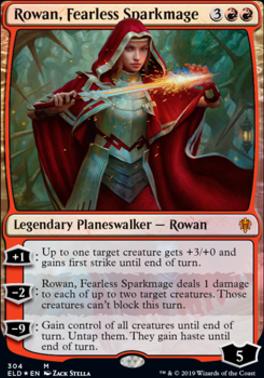 Rowan, Fearless Sparkmage 3
Legendary Planeswalker — Rowan
+1: Up to one target creature gets +3/+0 and
gains first strike until end of turn.
−2: Rowan, Fearless Sparkmage deals 1 damage
to each of up to two target creatures. Those
creatures can't block this turn.
−9: Gain control of all creatures until end of
turn. Untap them. They gain haste until
end of turn.
5
304 M
ELD EN Zack Stella
™ & © 2019 Wizards of the Coast